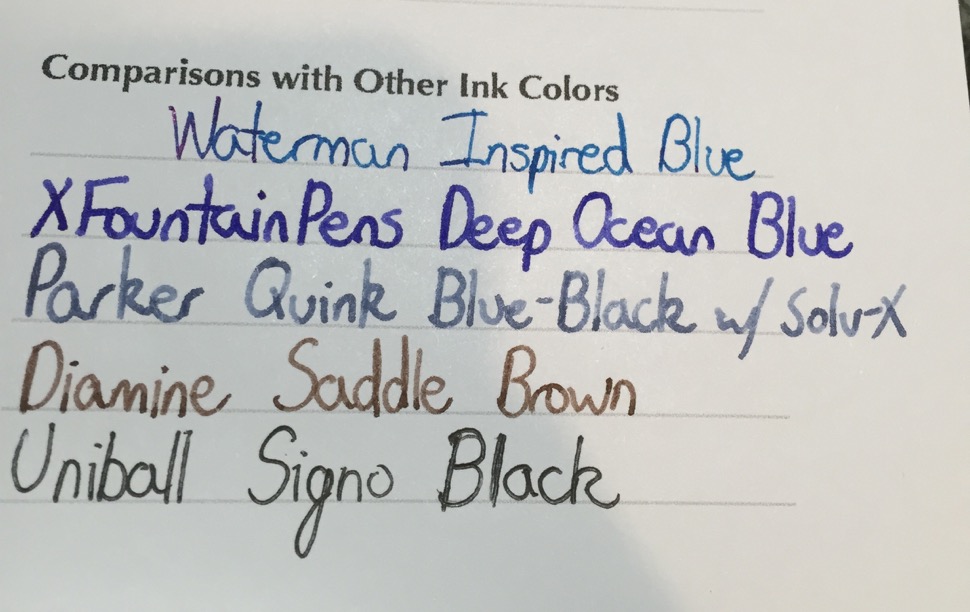 Comparisons with Other Ink Colors
Waterman Inspired Blue
XFountainPens Deep Ocean Blue
Parker Quink Blue-Black w/ Solv-X
Diamine Saddle Brown
Uniball Signo Black